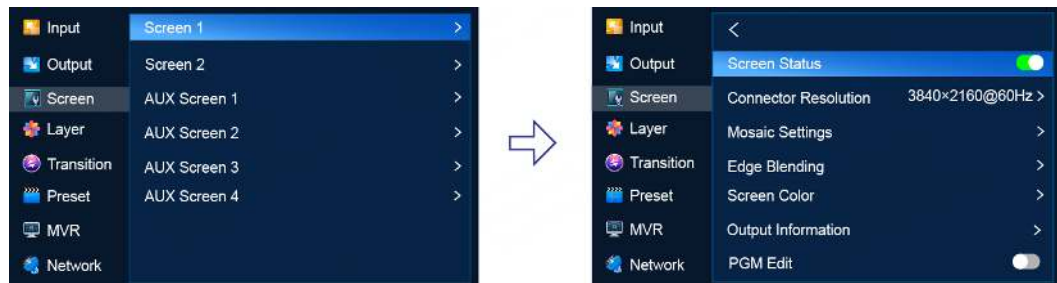 Input
Output
Screen
Layer
Transition
Preset
MVR
Network
Screen 1 >
Screen 2 >
AUX Screen 1 >
AUX Screen 2 >
AUX Screen 3 >
AUX Screen 4 >
Input
Output
Screen
Layer
Transition
Preset
MVR
Network
<
Screen Status
Connector Resolution 3840×2160@60Hz >
Mosaic Settings >
Edge Blending >
Screen Color >
Output Information >
PGM Edit